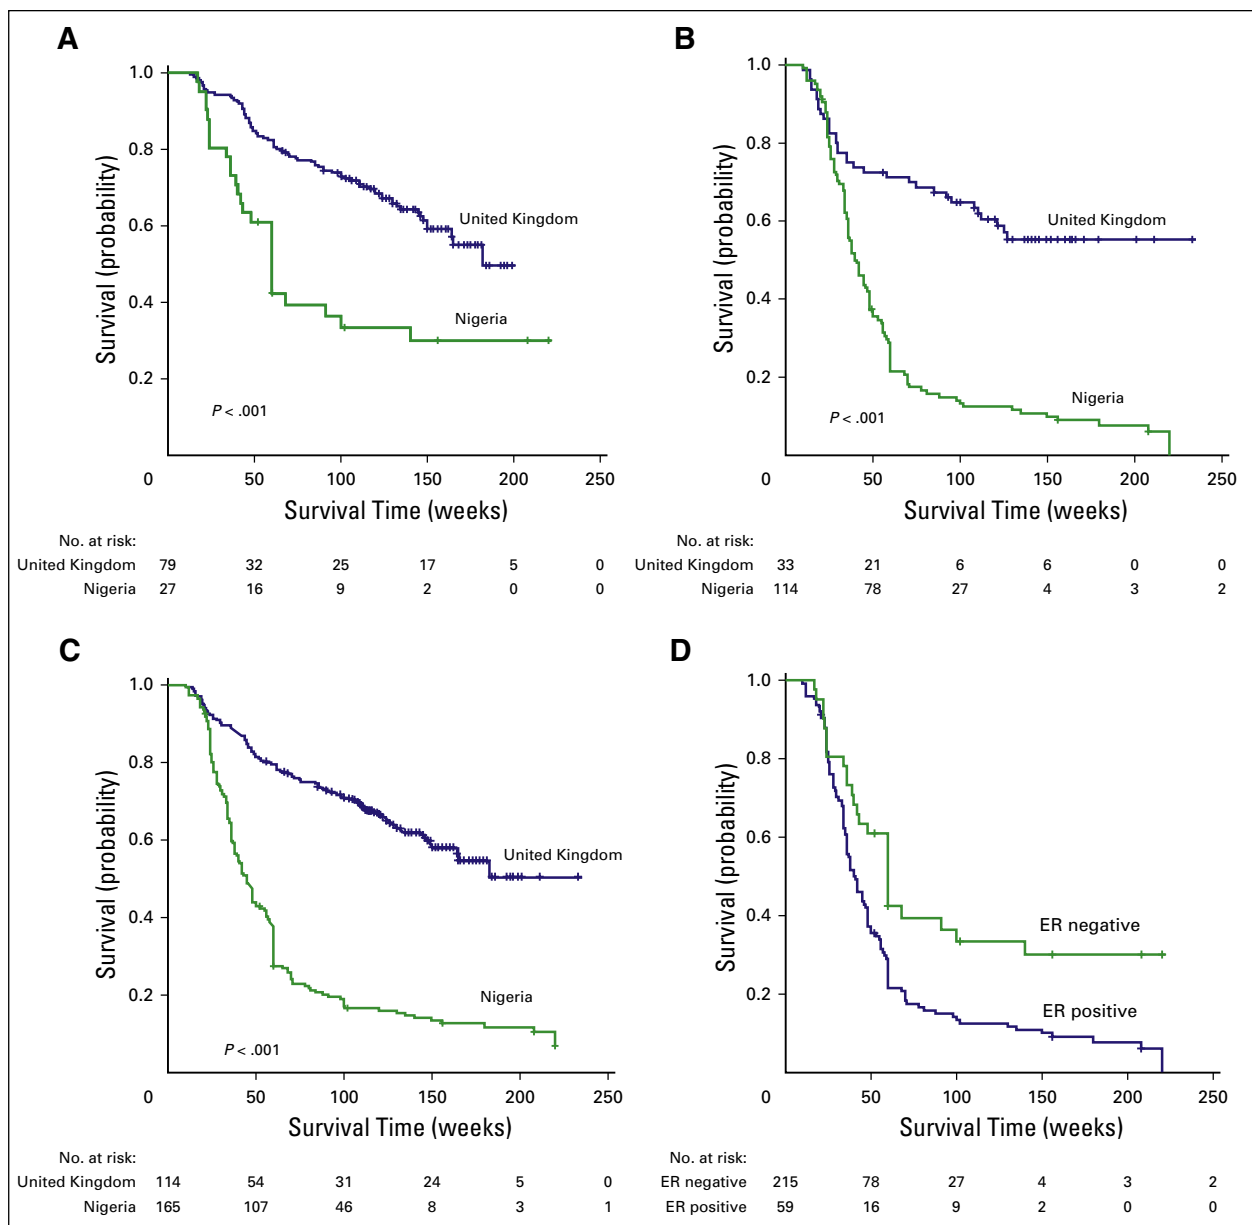 A
1.0
0.8
0.6
0.4
0.2
Survival (probability)
United Kingdom
Nigeria
P < .001
0 50 100 150 200 250
Survival Time (weeks)
No. at risk:
United Kingdom 79 32 25 17 5 0
Nigeria 27 16 9 2 0 0
B
1.0
0.8
0.6
0.4
0.2
Survival (probability)
United Kingdom
Nigeria
P < .001
0 50 100 150 200 250
Survival Time (weeks)
No. at risk:
United Kingdom 33 21 6 6 0 0
Nigeria 114 78 27 4 3 2
C
1.0
0.8
0.6
0.4
0.2
Survival (probability)
United Kingdom
Nigeria
P < .001
0 50 100 150 200 250
Survival Time (weeks)
No. at risk:
United Kingdom 114 54 31 24 5 0
Nigeria 165 107 46 8 3 1
D
1.0
0.8
0.6
0.4
0.2
Survival (probability)
ER negative
ER positive
0 50 100 150 200 250
Survival Time (weeks)
No. at risk:
ER negative 215 78 27 4 3 2
ER positive 59 16 9 2 0 0